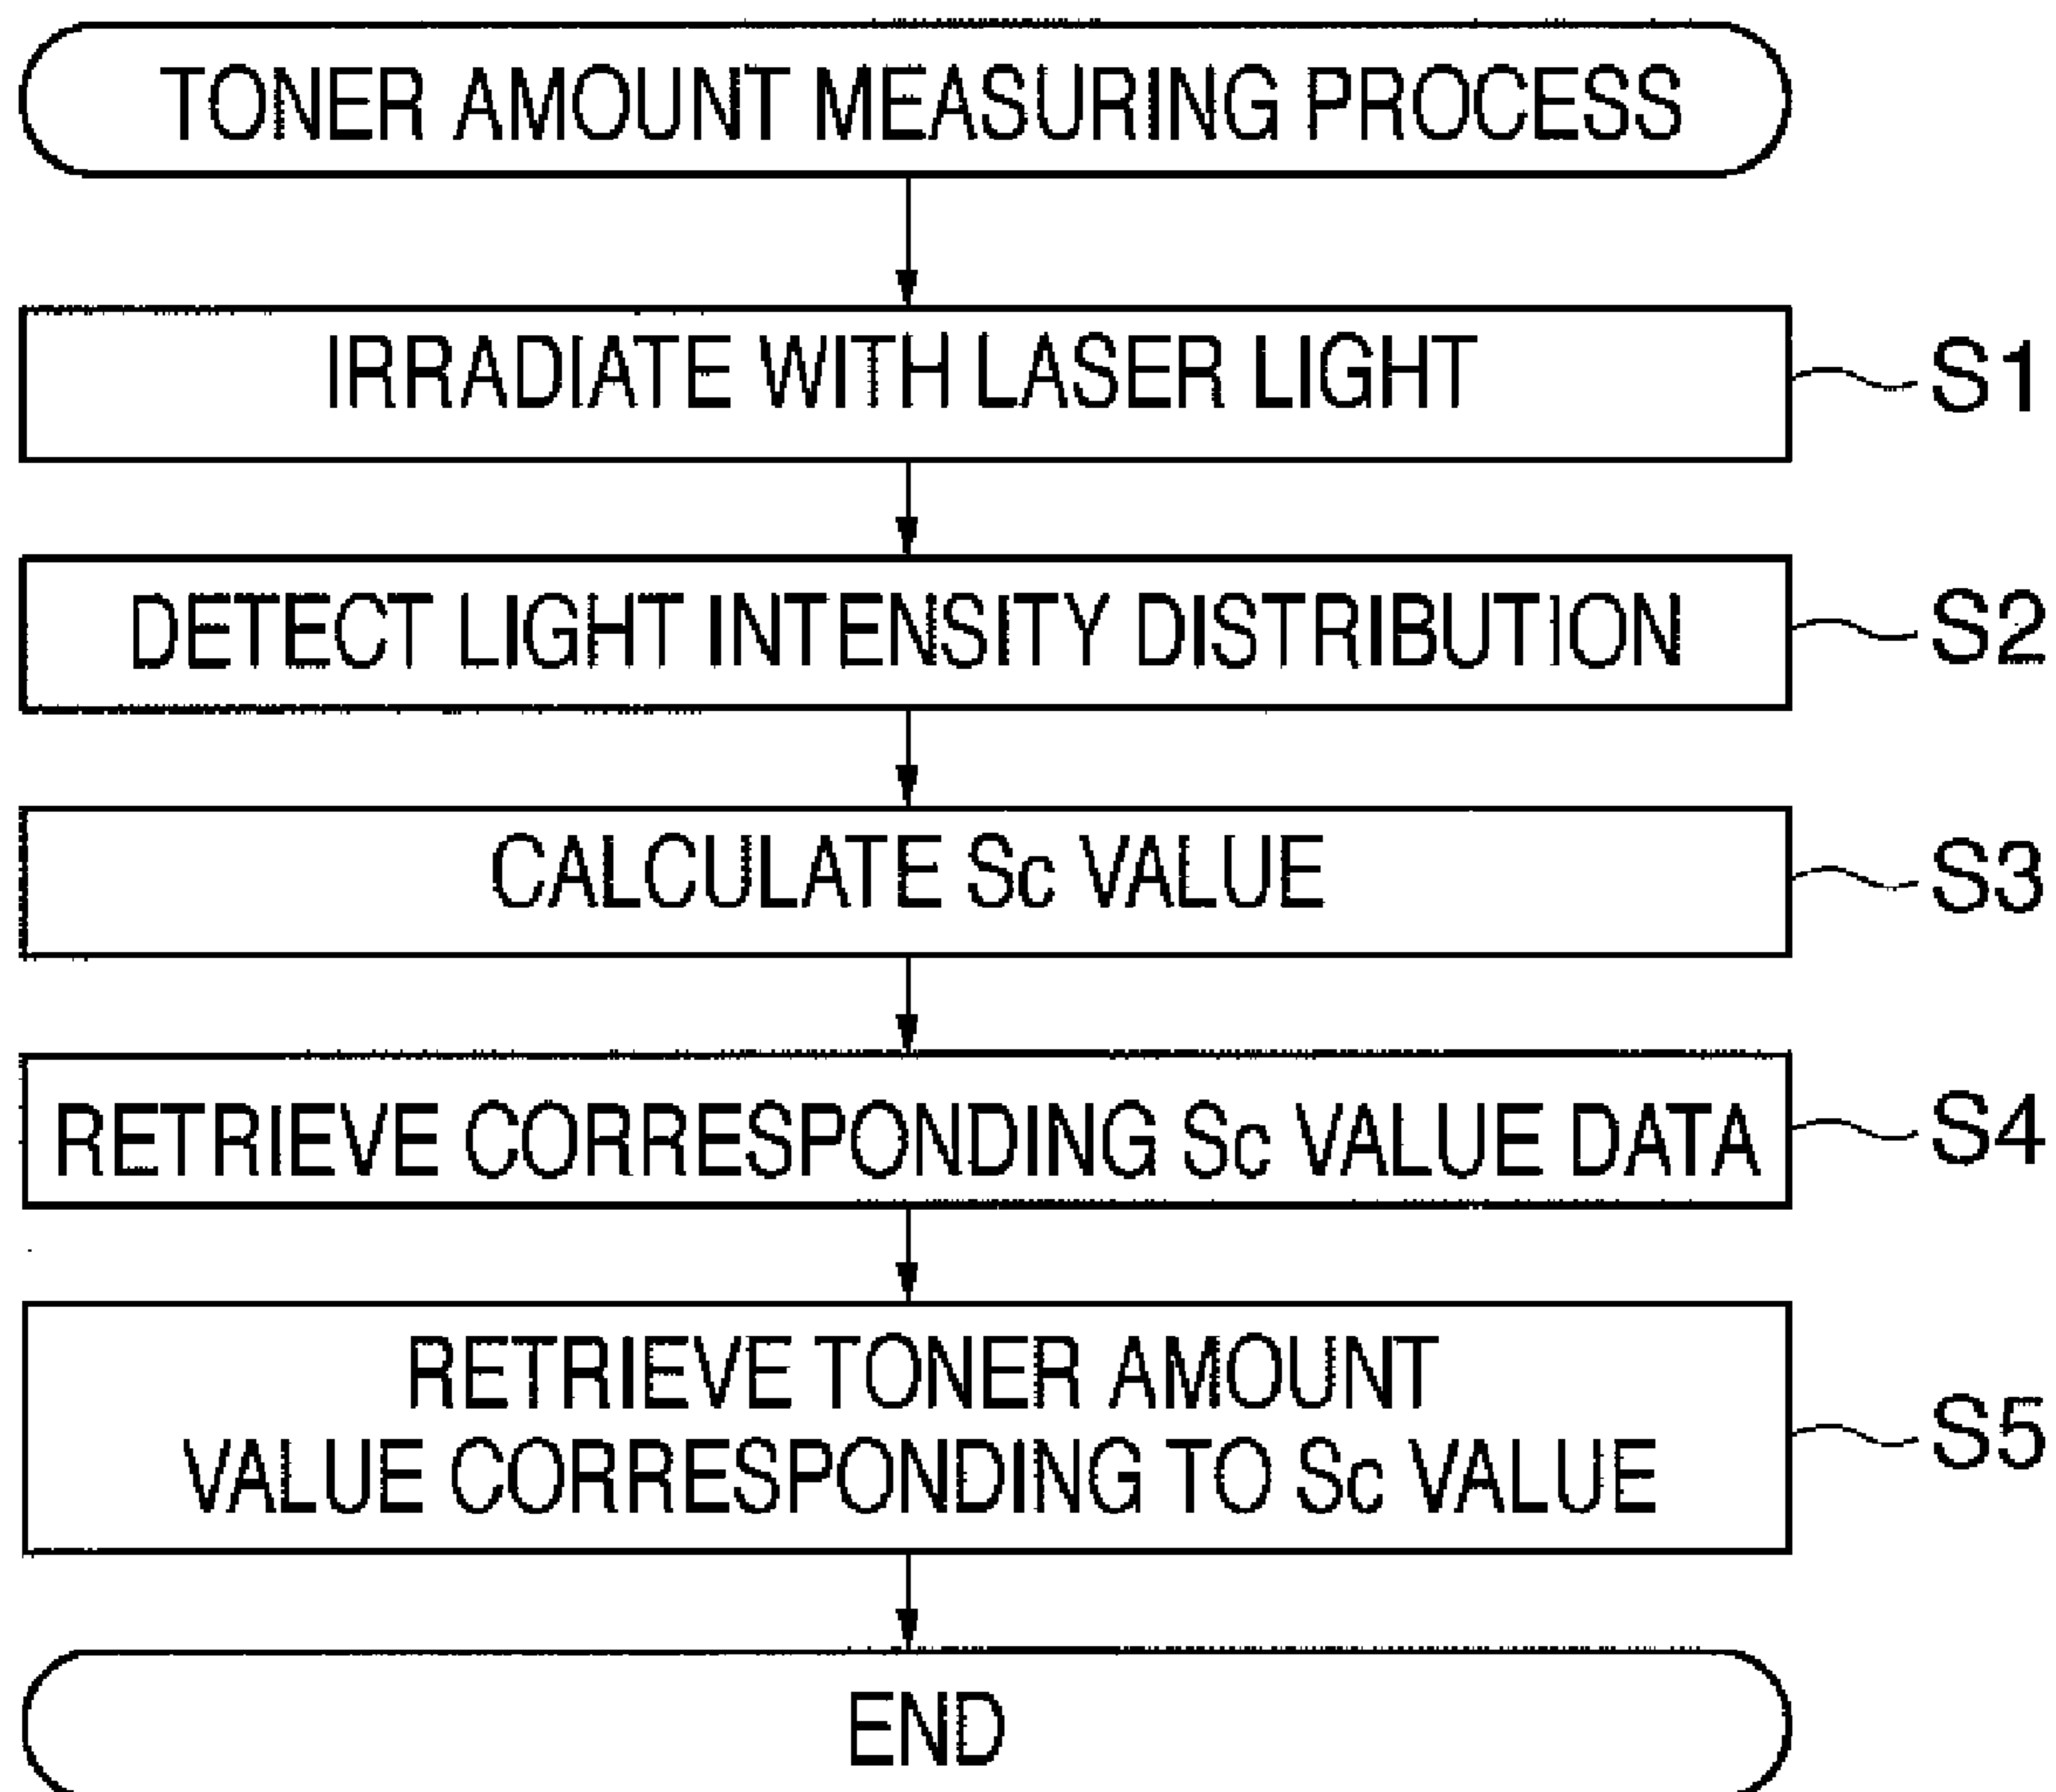 TONER AMOUNT MEASURING PROCESS
IRRADIATE WITH LASER LIGHT
S1
DETECT LIGHT INTENSITY DISTRIBUTION
S2
CALCULATE Sc VALUE
S3
RETRIEVE CORRESPONDING Sc VALUE DATA
S4
RETRIEVE TONER AMOUNT
VALUE CORRESPONDING TO Sc VALUE
S5
END